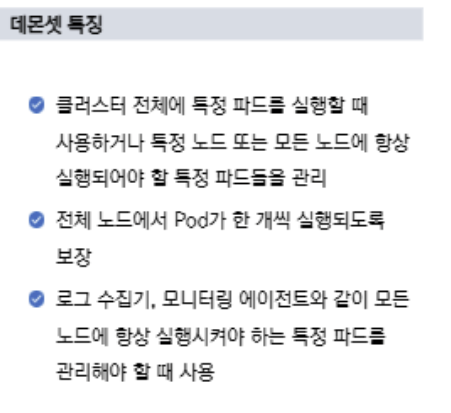 데몬셋 특징
클러스터 전체에 특정 파드를 실행할 때
사용하거나 특정 노드 또는 모든 노드에 항상
실행되어야 할 특정 파드들을 관리
전체 노드에서 Pod가 한 개씩 실행되도록
보장
로그 수집기, 모니터링 에이전트와 같이 모든
노드에 항상 실행시켜야 하는 특정 파드를
관리해야 할 때 사용